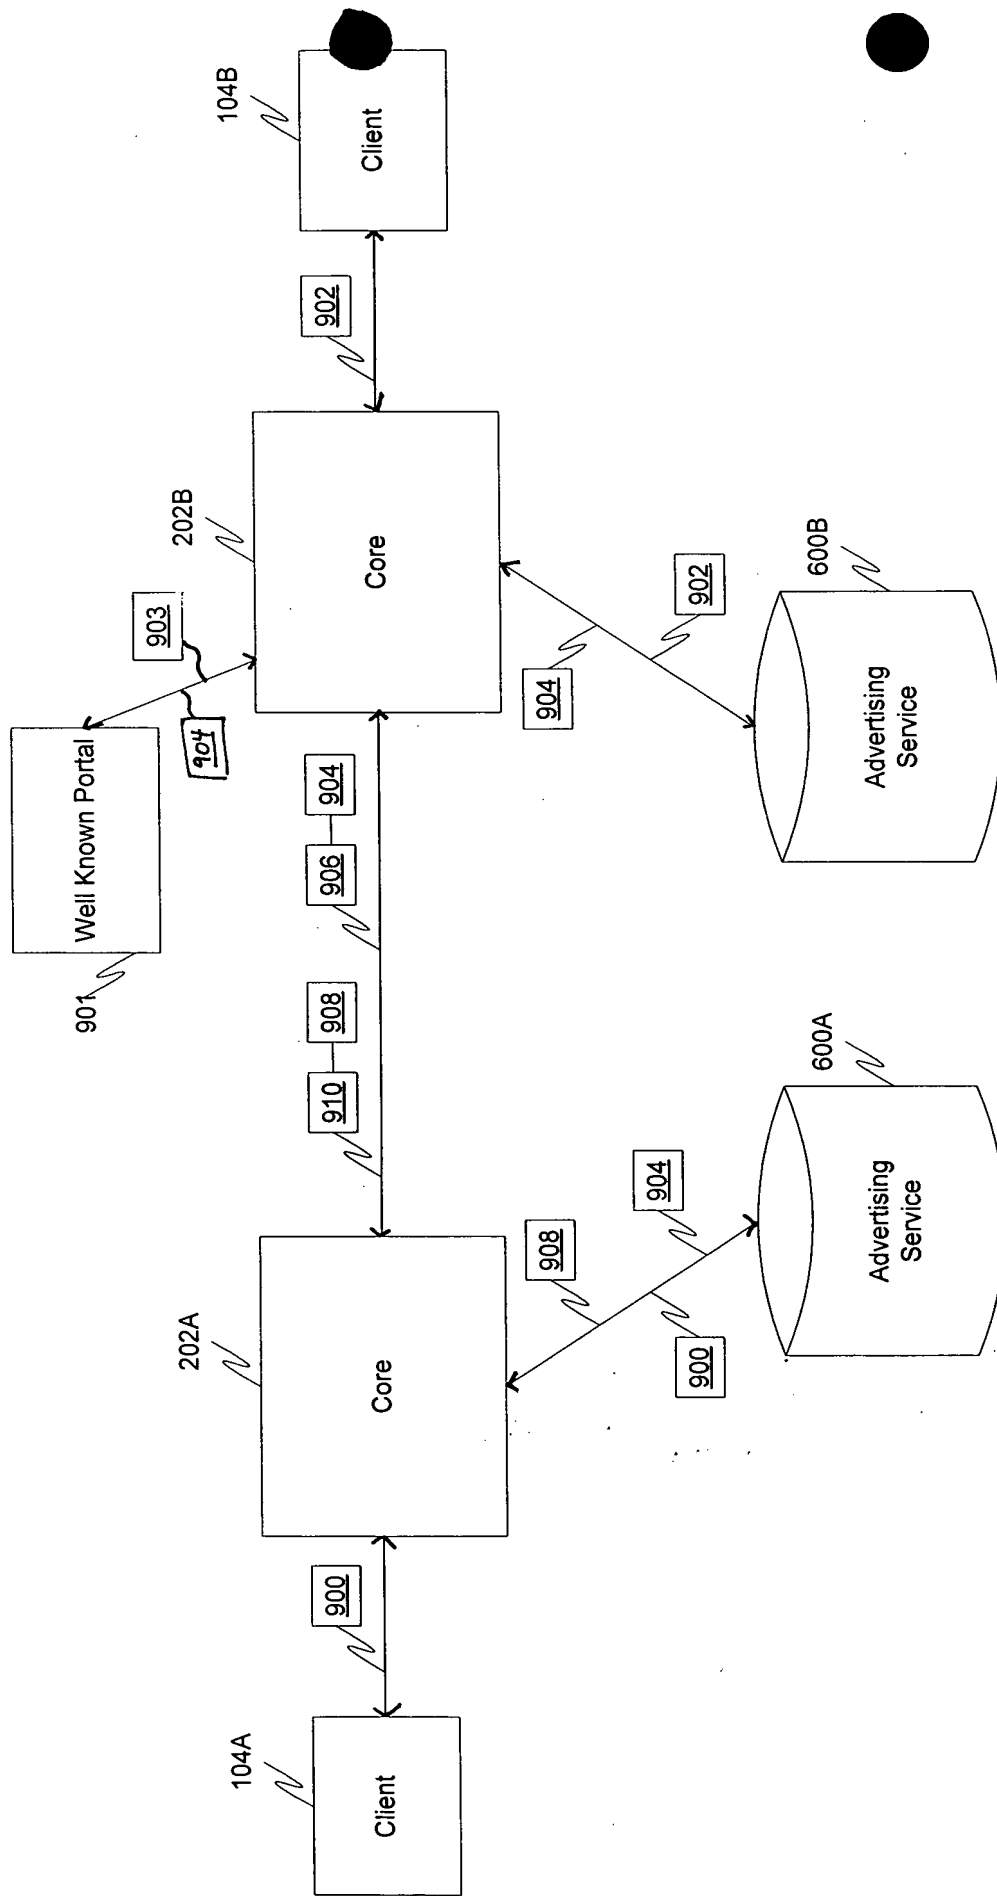 901
Well Known Portal
903
904
104A
Client
900
202A
Core
910
908
906
904
202B
Core
902
104B
Client
908
904
900
600A
Advertising
Service
904
902
600B
Advertising
Service